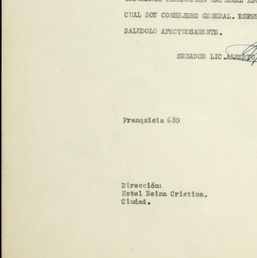 CUAL SOY CONSEJERO GENERAL.
SALUDOLO AFECTUOSAMENTE.
SENADOR LIC.
Franquicia 680
Dirección:
Hotel Reina Cristina,
Ciudad.